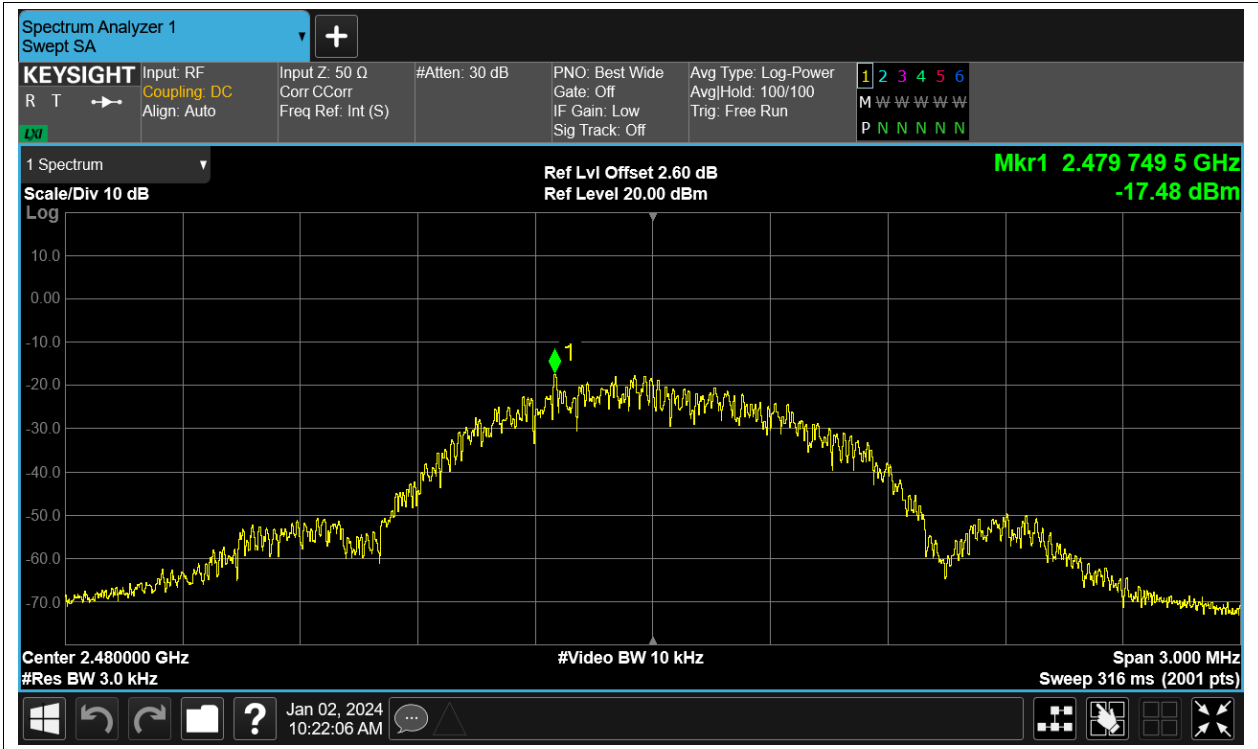 Spectrum Analyzer 1
Swept SA
KEYSIGHT
R T
LXI
Input: RF
Coupling: DC
Align: Auto
Input Z: 50 Ω
Corr CCorr
Freq Ref: Int (S)
#Atten: 30 dB
PNO: Best Wide
Gate: Off
IF Gain: Low
Sig Track: Off
Avg Type: Log-Power
Avg|Hold: 100/100
Trig: Free Run
1 2 3 4 5 6
M W W W W W W
P N N N N N N
1 Spectrum
Scale/Div 10 dB
Log
Ref Lvl Offset 2.60 dB
Ref Level 20.00 dBm
Mkr1 2.479 749 5 GHz
-17.48 dBm
10.0
0.00
-10.0
1
-20.0
-30.0
-40.0
-50.0
-60.0
-70.0
Center 2.480000 GHz
#Res BW 3.0 kHz
#Video BW 10 kHz
Span 3.000 MHz
Sweep 316 ms (2001 pts)
?
Jan 02, 2024
10:22:06 AM